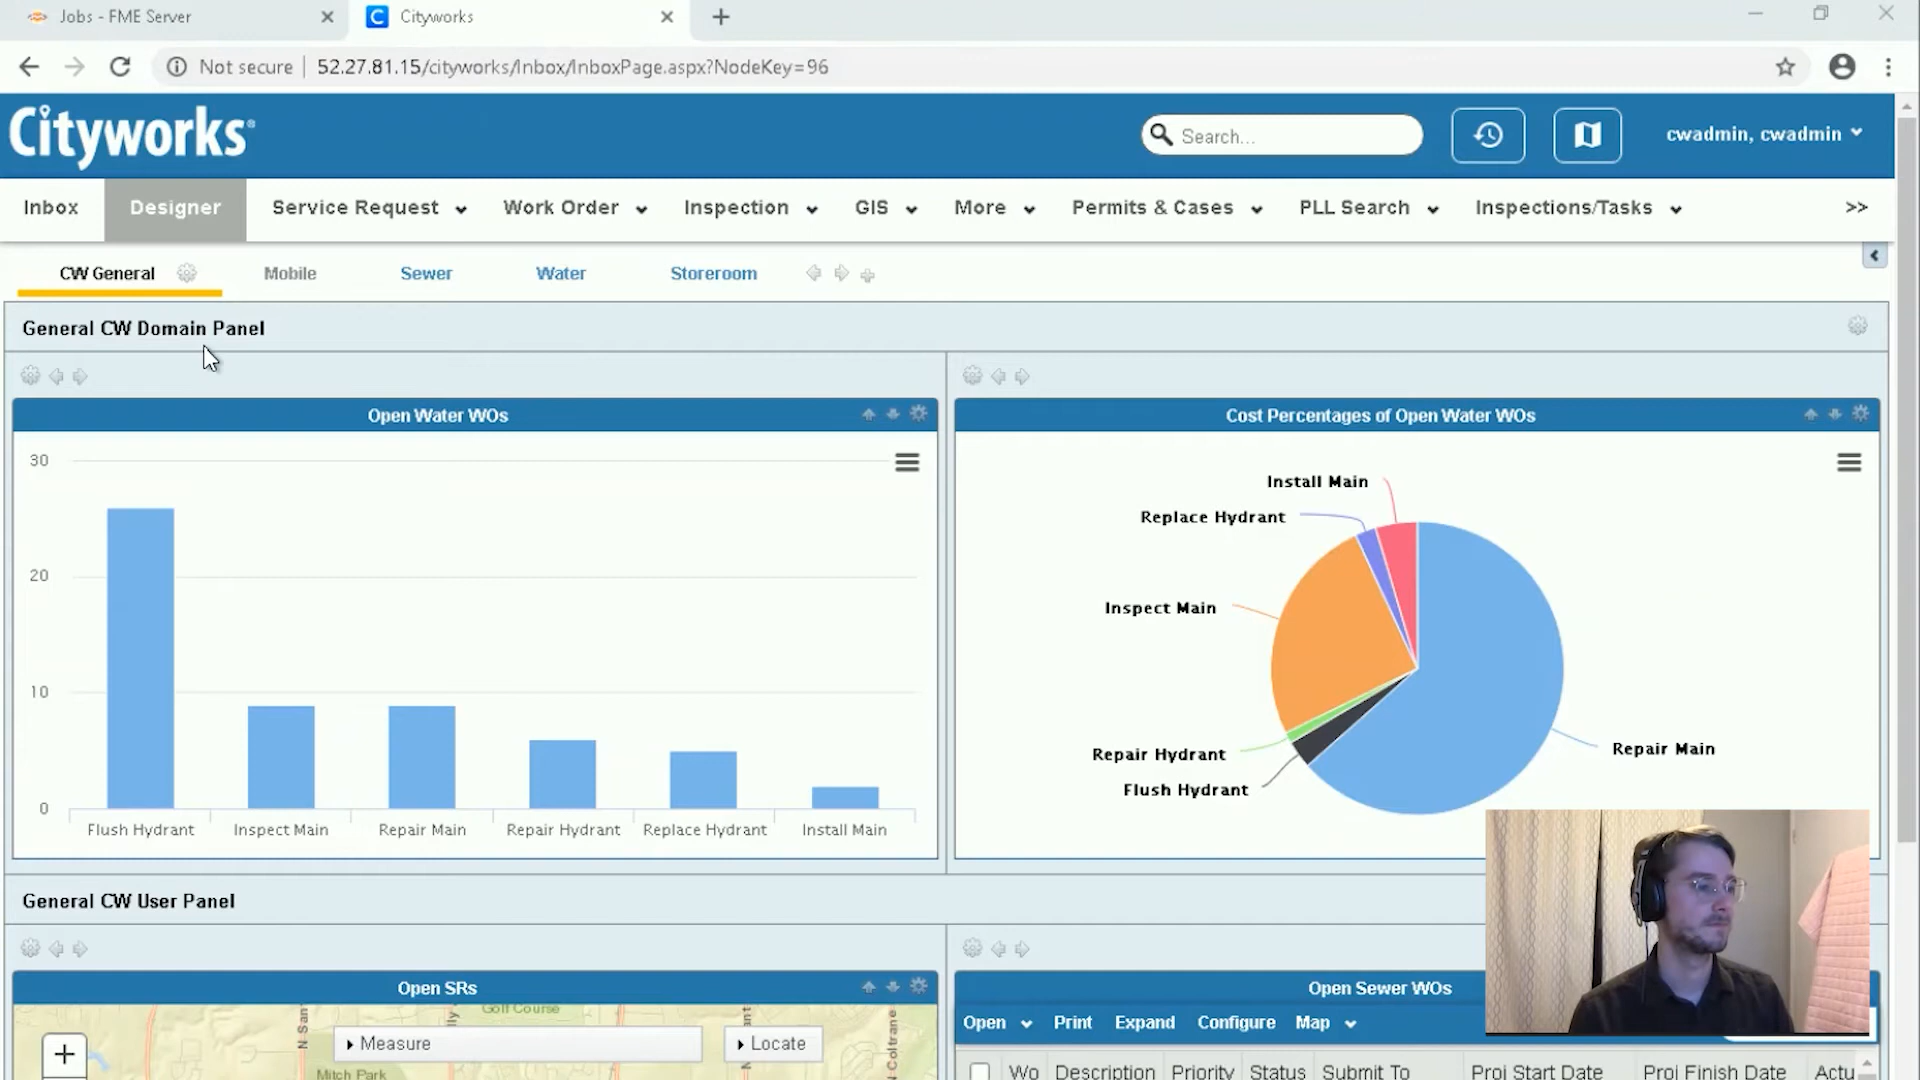 Jobs - FME Server
Cityworks
Not secure
52.27.81.15/cityworks/Inbox/InboxPage.aspx?NodeKey=96
Cityworks
Search...
cwadmin, cwadmin
Inbox
Designer
Service Request
Work Order
Inspection
GIS
More
Permits & Cases
PLL Search
Inspections/Tasks
>>
CW General
Mobile
Sewer
Water
Storeroom
General CW Domain Panel
Open Water WOs
30
20
10
0
Flush Hydrant
Inspect Main
Repair Main
Repair Hydrant
Replace Hydrant
Install Main
Cost Percentages of Open Water WOs
Install Main
Replace Hydrant
Inspect Main
Repair Hydrant
Flush Hydrant
Repair Main
General CW User Panel
Open SRs
Golf Course
Measure
Locate
N San
N Coltrane
Mitch Park
Open Sewer WOs
Open
Print
Expand
Configure
Map
Wo
Description
Priority
Status
Submit To
Proj Start Date
Proj Finish Date
Actu